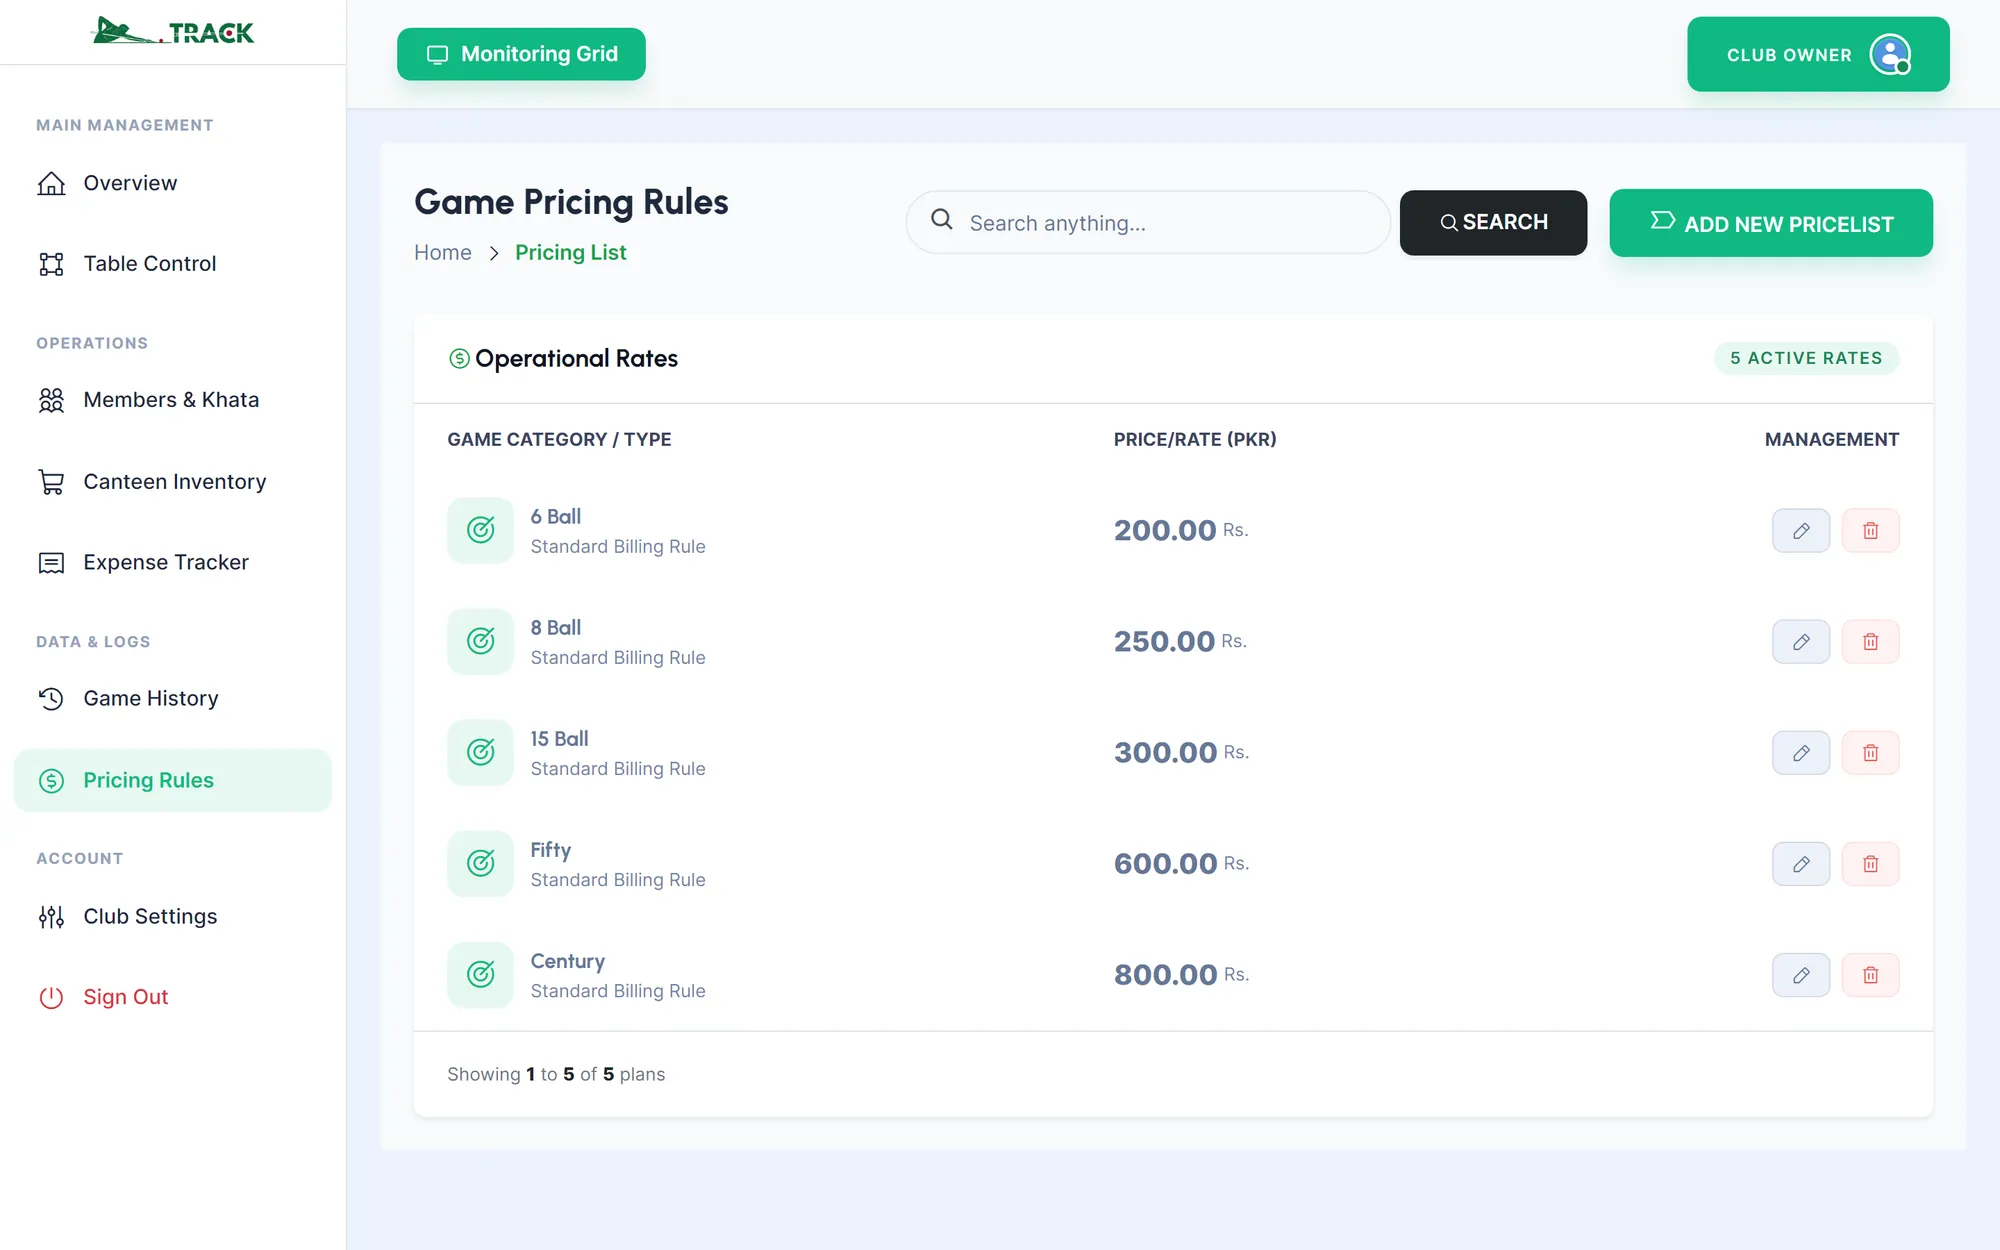 .TRACK
MAIN MANAGEMENT
Overview
Table Control
OPERATIONS
Members & Khata
Canteen Inventory
Expense Tracker
DATA & LOGS
Game History
Pricing Rules
ACCOUNT
Club Settings
Sign Out
Monitoring Grid
CLUB OWNER
Game Pricing Rules
Home > Pricing List
Search anything...
SEARCH
ADD NEW PRICELIST
Operational Rates
5 ACTIVE RATES
GAME CATEGORY / TYPE PRICE/RATE (PKR) MANAGEMENT
6 Ball
Standard Billing Rule
200.00 Rs.
8 Ball
Standard Billing Rule
250.00 Rs.
15 Ball
Standard Billing Rule
300.00 Rs.
Fifty
Standard Billing Rule
600.00 Rs.
Century
Standard Billing Rule
800.00 Rs.
Showing 1 to 5 of 5 plans